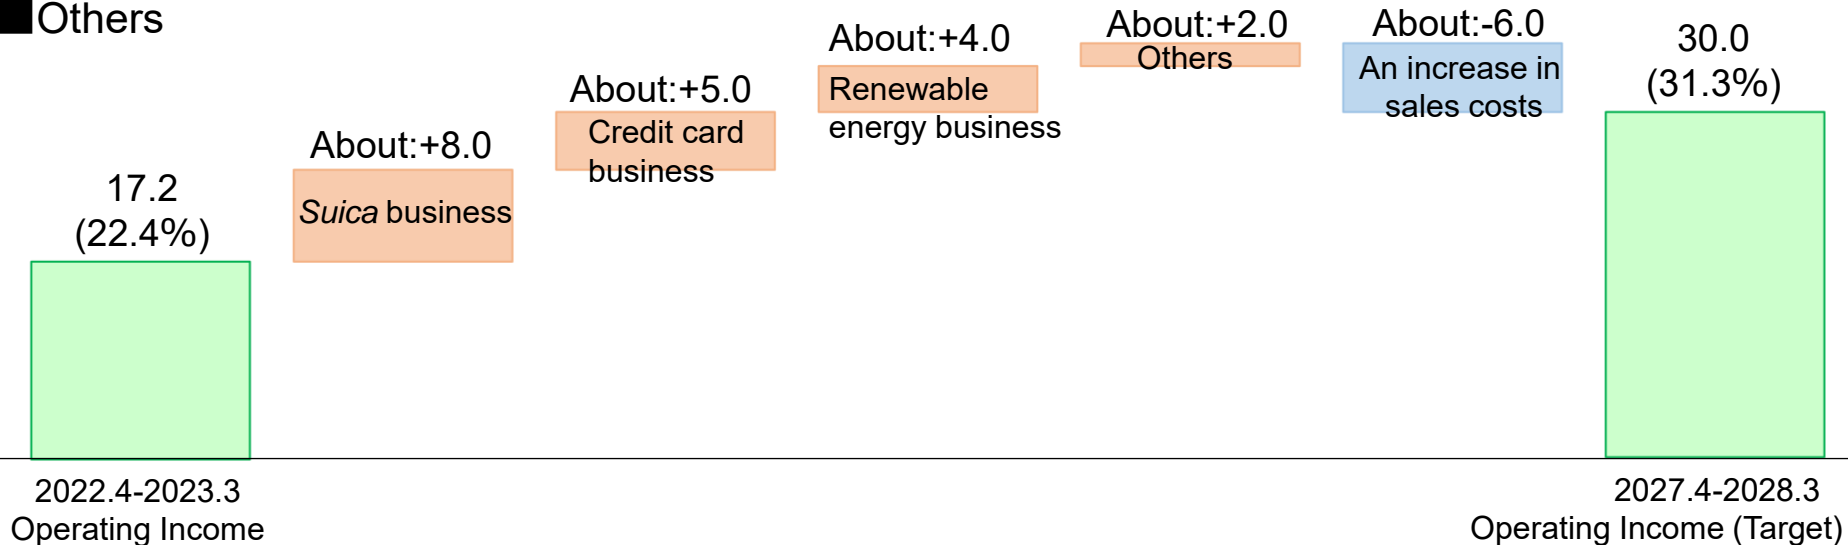 ■Others
17.2
(22.4%)
2022.4-2023.3
Operating Income
About:+8.0
Suica business
About:+5.0
Credit card
business
About:+4.0
Renewable
energy business
About:+2.0
Others
About:-6.0
An increase in
sales costs
30.0
(31.3%)
2027.4-2028.3
Operating Income (Target)